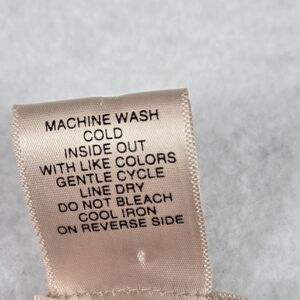 MACHINE WASH
COLD
INSIDE OUT
WITH LIKE COLORS
GENTLE CYCLE
LINE DRY
DO NOT BLEACH
COOL IRON
ON REVERSE SIDE